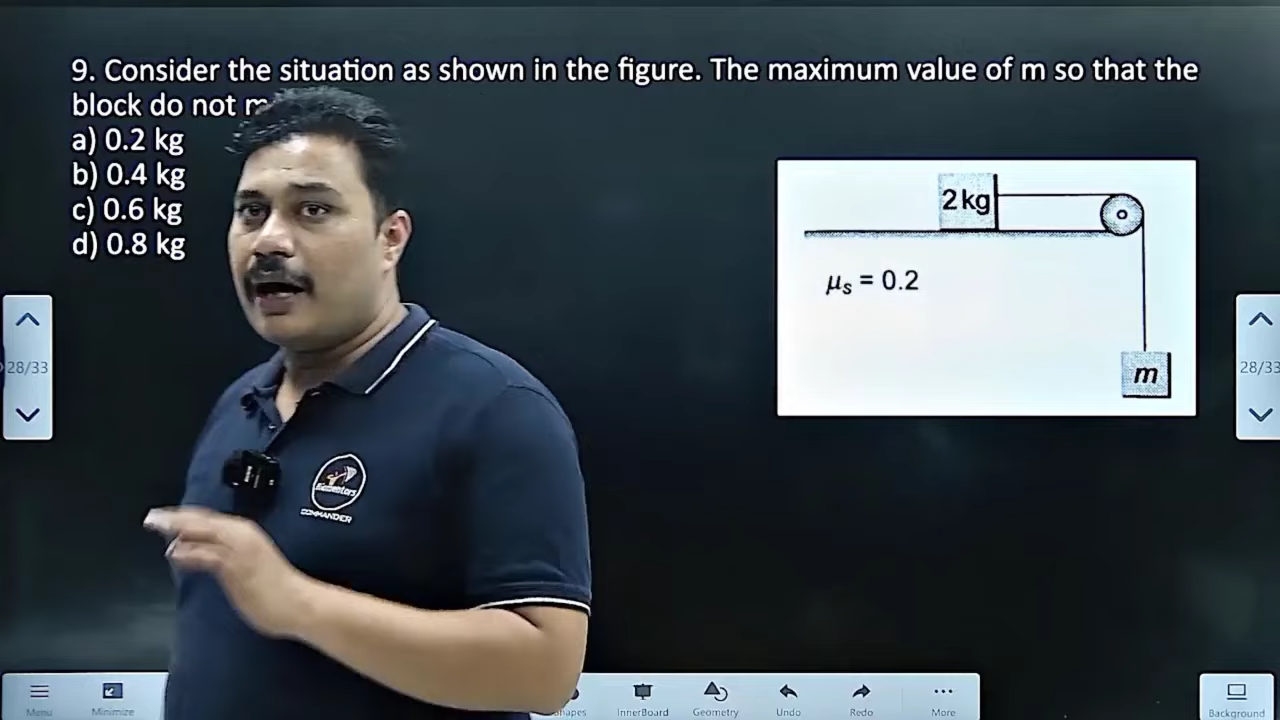 9. Consider the situation as shown in the figure. The maximum value of m so that the
block do not
a) 0.2 kg
b) 0.4 kg
c) 0.6 kg
d) 0.8 kg
2 kg
μs = 0.2
m
28/33
28/33
COMMANDER
Menu
Minimize
InnerBoard
Geometry
Undo
Redo
More
Background